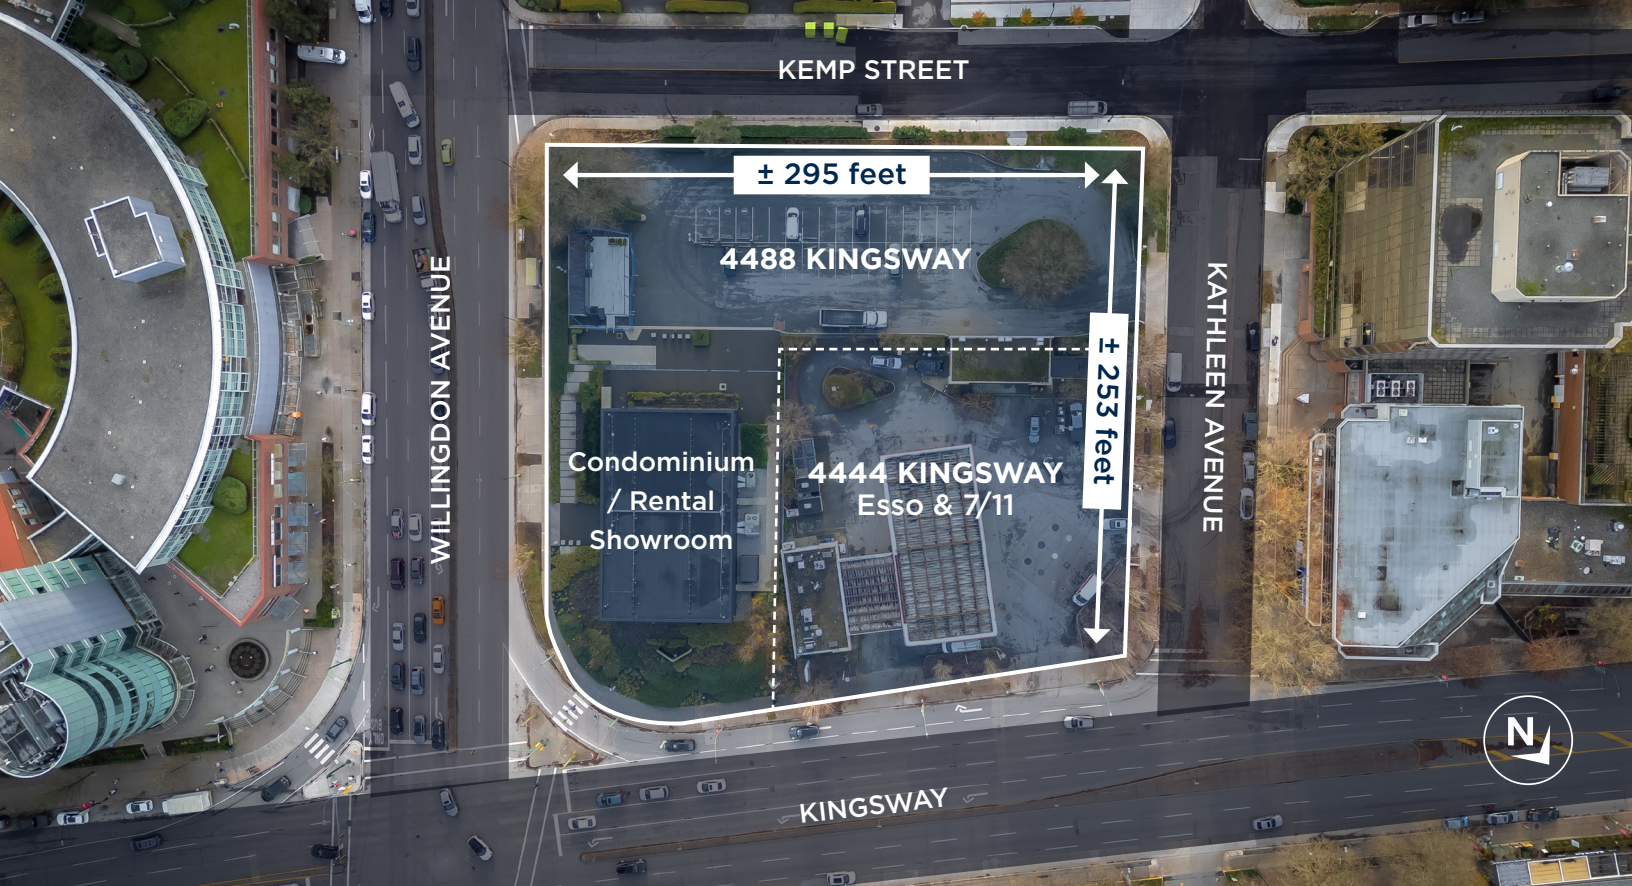 KEMP STREET
± 295 feet
4488 KINGSWAY
WILLINGDON AVENUE
KATHLEEN AVENUE
± 253 feet
Condominium
/ Rental
Showroom
4444 KINGSWAY
Esso & 7/11
N
KINGSWAY